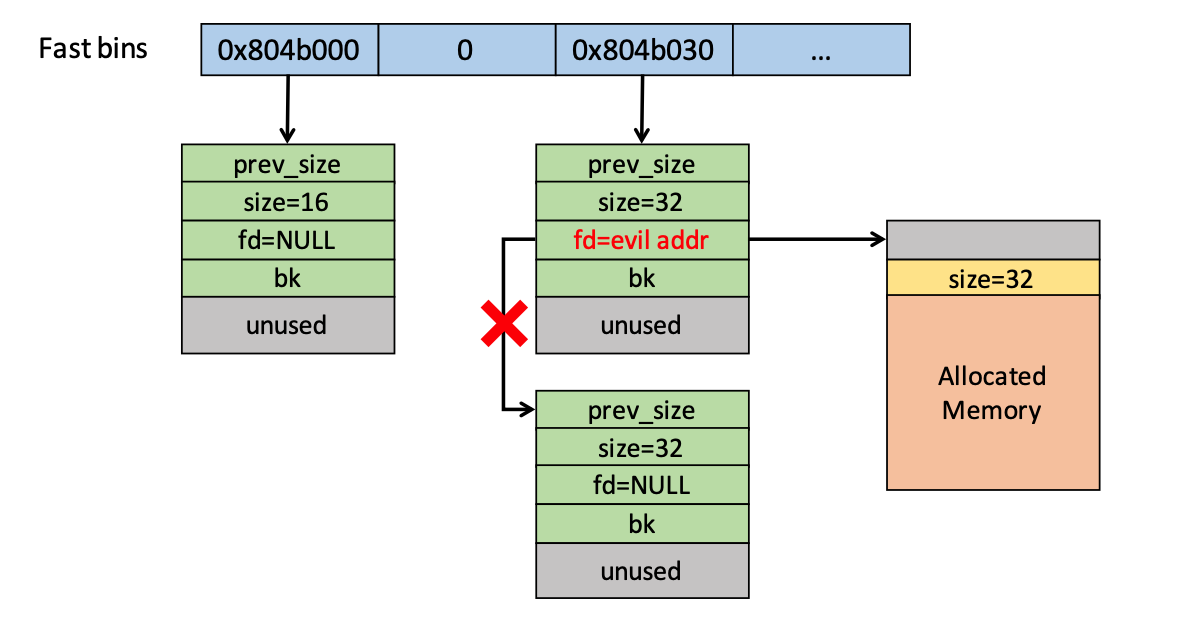 Fast bins 0x804b000 0 0x804b030 ...
prev_size
size=16
fd=NULL
bk
unused
prev_size
size=32
fd=evil addr
bk
unused
size=32
Allocated
Memory
prev_size
size=32
fd=NULL
bk
unused